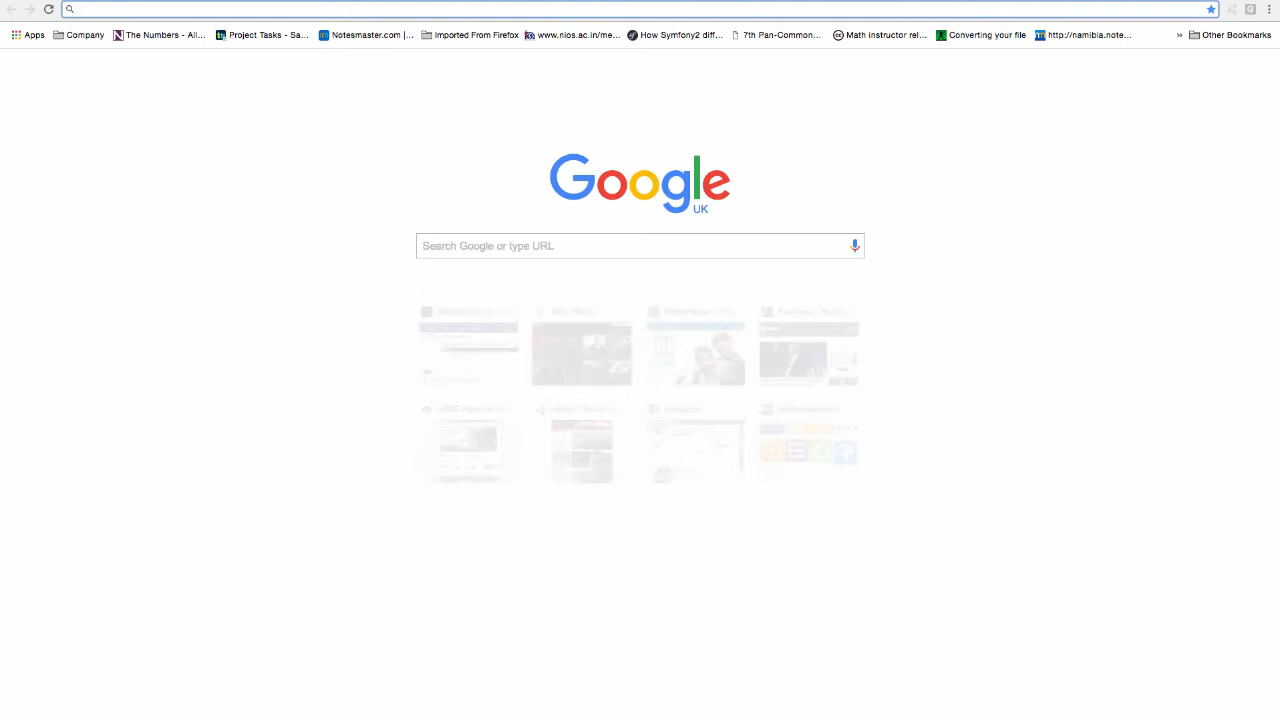 Apps Company The Numbers - All... Project Tasks - Sa... Notesmaster.com |... Imported From Firefox www.nios.ac.in/me... How Symfony2 diff... 7th Pan-Common... Math instructor rel... Converting your file http://namibia.note... » Other Bookmarks
Google
UK
Search Google or type URL